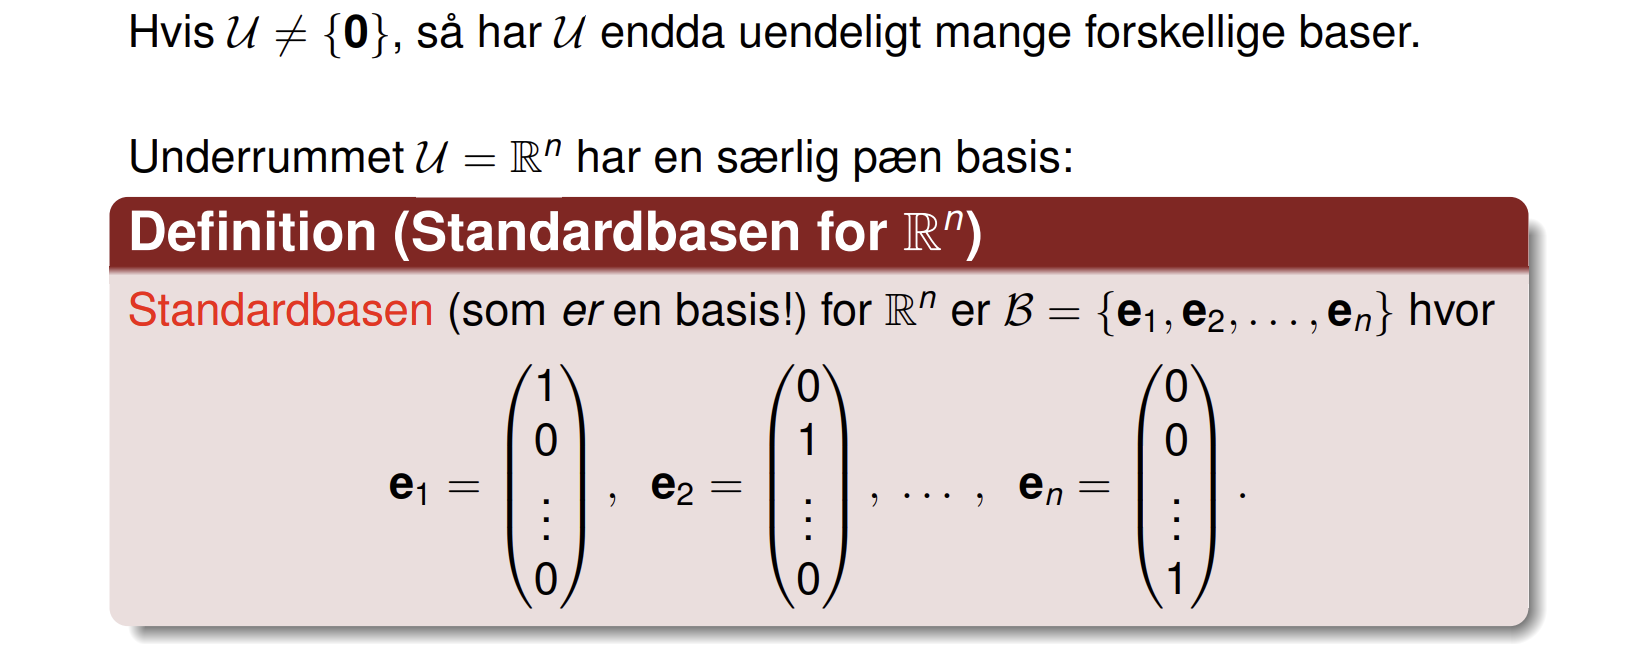 Hvis 𝒰 ≠ {𝟎}, så har 𝒰 endda uendeligt mange forskellige baser.
Underrummet 𝒰 = ℝⁿ har en særlig pæn basis:
Definition (Standardbasen for ℝⁿ)
Standardbasen (som er en basis!) for ℝⁿ er ℬ = {e₁, e₂, . . . , eₙ} hvor
e₁ = (1 0 ⋮ 0) , e₂ = (0 1 ⋮ 0) , . . . , eₙ = (0 0 ⋮ 1) .